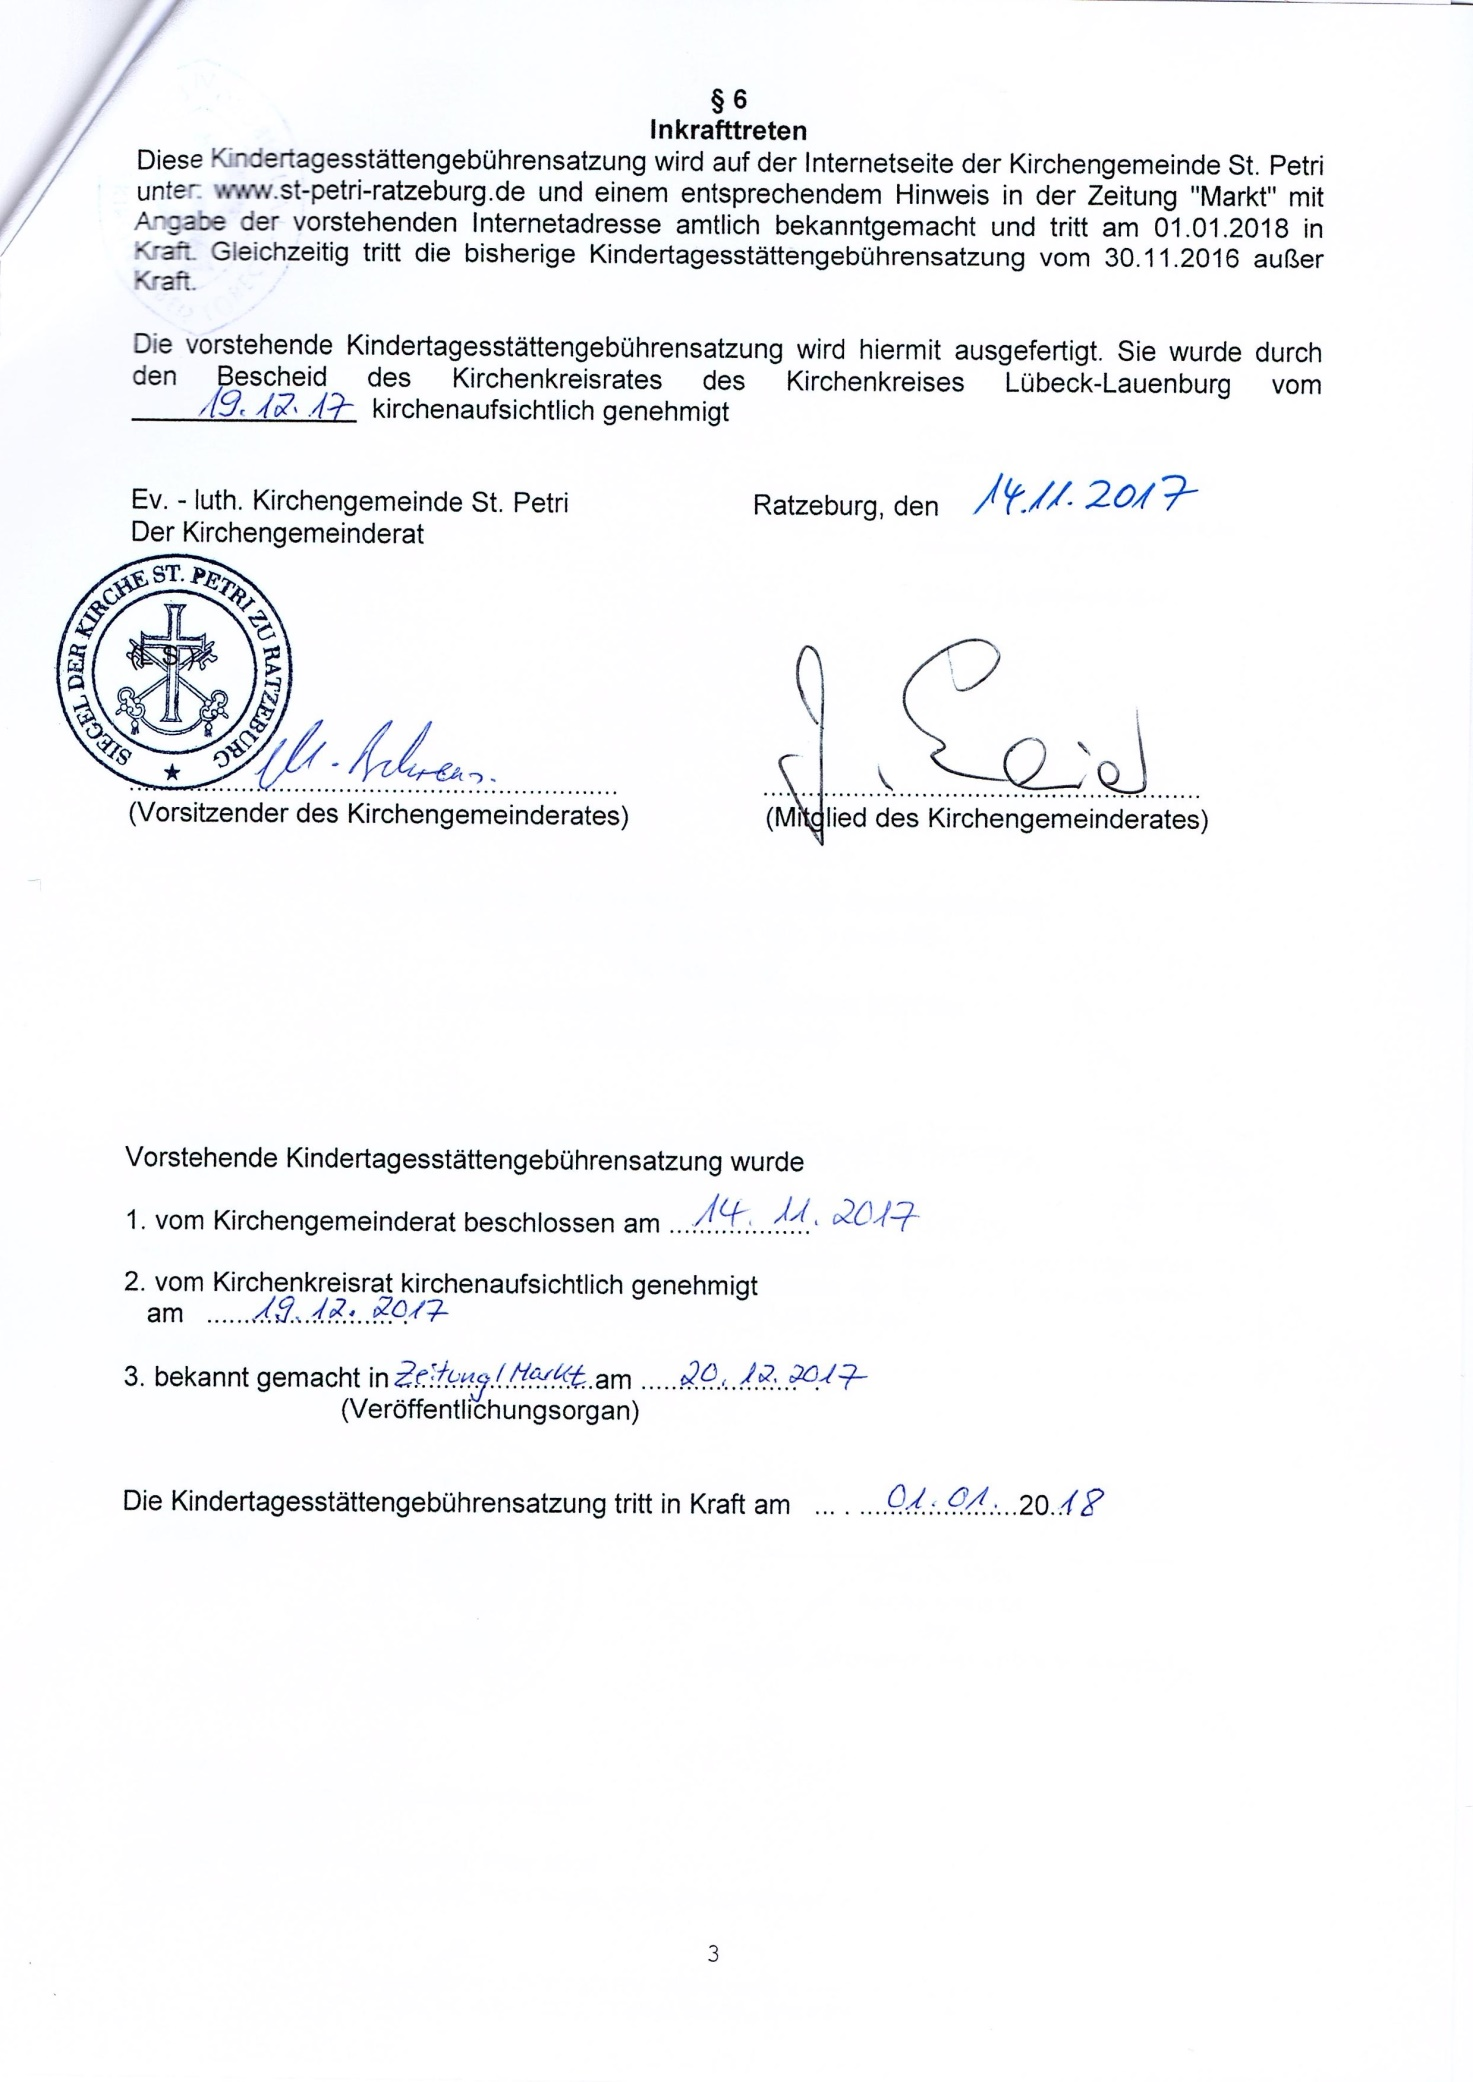 § 6
Inkrafttreten
Diese Kindertagesstättengebührensatzung wird auf der Internetseite der Kirchengemeinde St. Petri
unter: www.st-petri-ratzeburg.de und einem entsprechendem Hinweis in der Zeitung "Markt" mit
Angabe der vorstehenden Internetadresse amtlich bekanntgemacht und tritt am 01.01.2018 in
Kraft. Gleichzeitig tritt die bisherige Kindertagesstättengebührensatzung vom 30.11.2016 außer
Kraft.
Die vorstehende Kindertagesstättengebührensatzung wird hiermit ausgefertigt. Sie wurde durch
den Bescheid des Kirchenkreisrates des Kirchenkreises Lübeck-Lauenburg vom
19.12.17 kirchenaufsichtlich genehmigt
Ev. - luth. Kirchengemeinde St. Petri
Der Kirchengemeinderat
Ratzeburg, den 14.11.2017
SIEGEL DER KIRCHE ST. PETRI ZU RATZEBURG
(Vorsitzender des Kirchengemeinderates)
(Mitglied des Kirchengemeinderates)
Vorstehende Kindertagesstättengebührensatzung wurde
1. vom Kirchengemeinderat beschlossen am 14. 11. 2017
2. vom Kirchenkreisrat kirchenaufsichtlich genehmigt
am 19.12.2017
3. bekannt gemacht in Zeitung/Markt am 20.12.2017
(Veröffentlichungsorgan)
Die Kindertagesstättengebührensatzung tritt in Kraft am ... . 01.01. 20.18
3